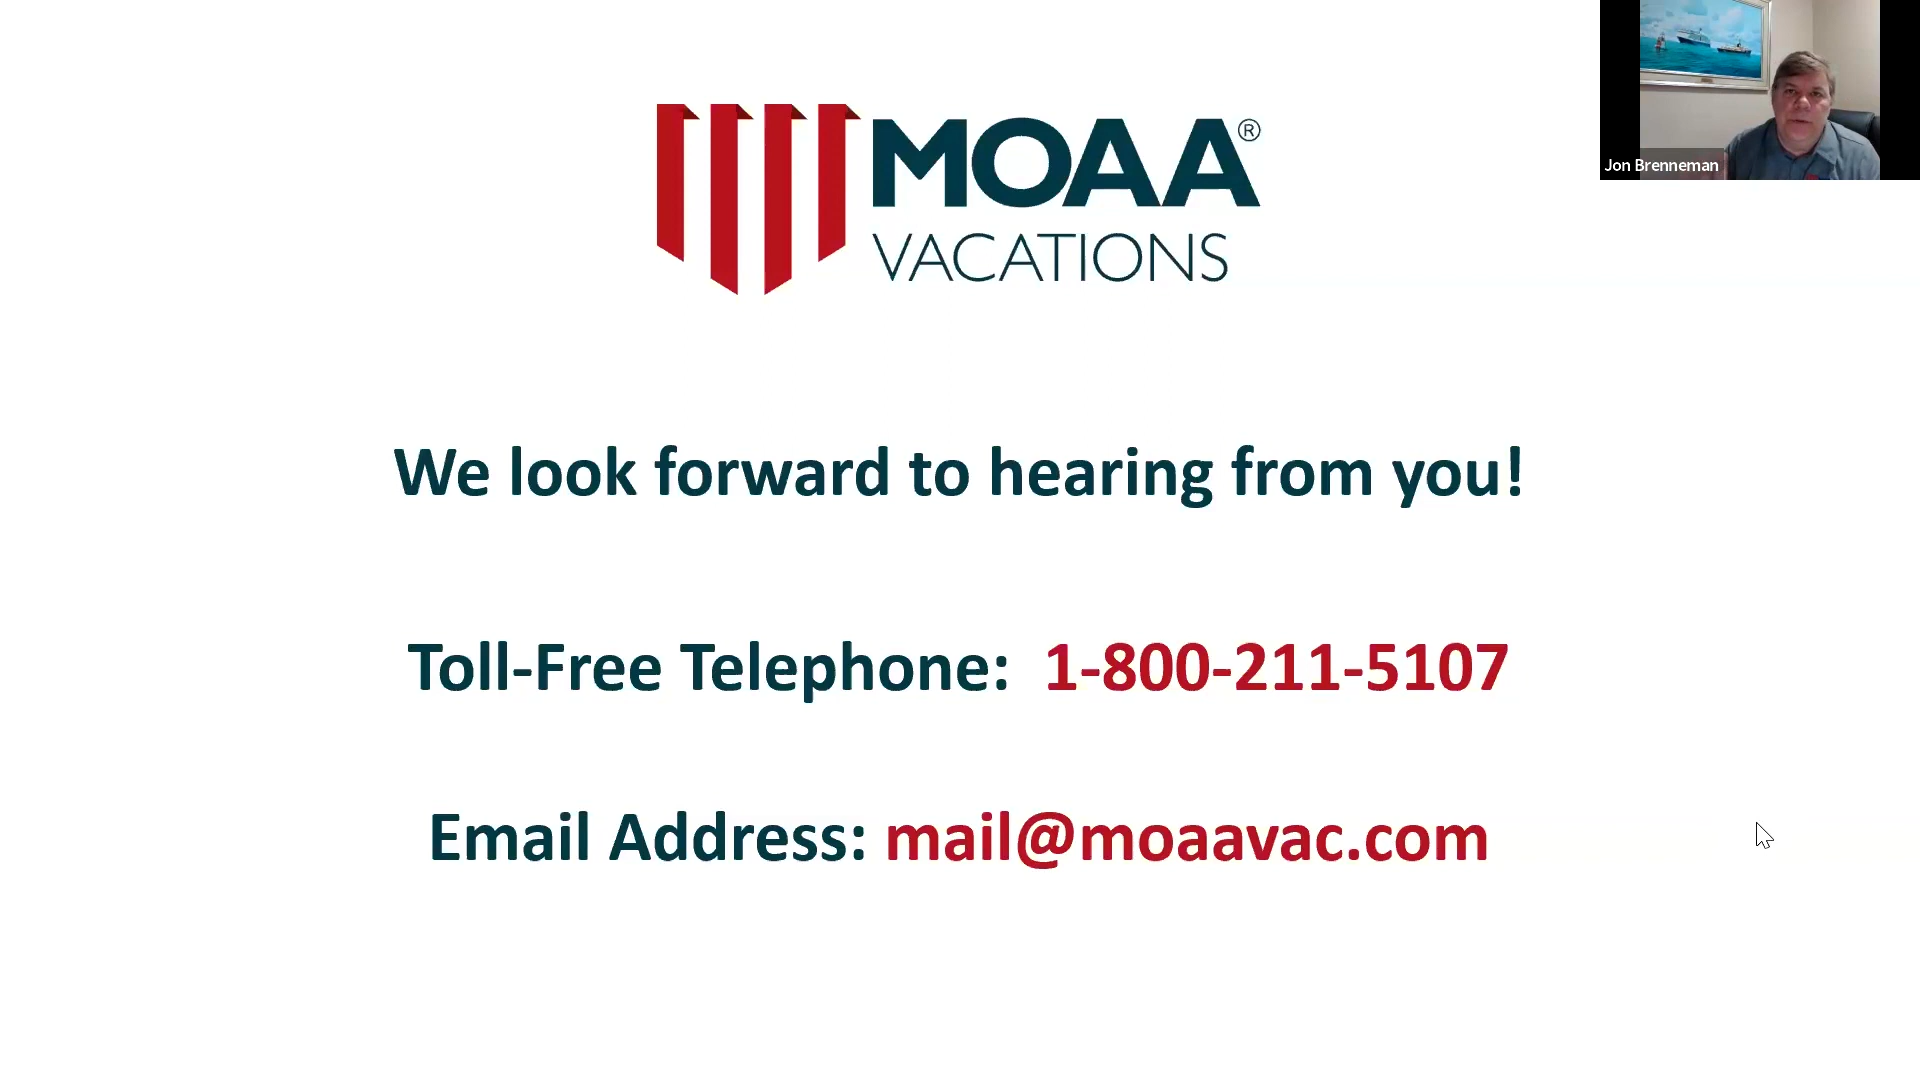 MOAA®
VACATIONS
Jon Brenneman
We look forward to hearing from you!
Toll-Free Telephone: 1-800-211-5107
Email Address: mail@moaavac.com